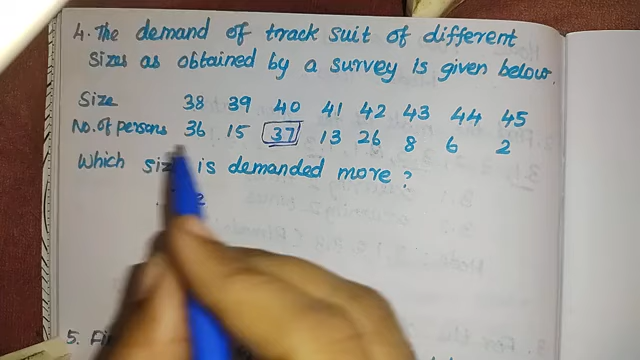 4. The demand of track suit of different
sizes as obtained by a survey is given below.
Size 38 39 40 41 42 43 44 45
No. of persons 36 15 37 13 26 8 6 2
Which size is demanded more?
5. Fi